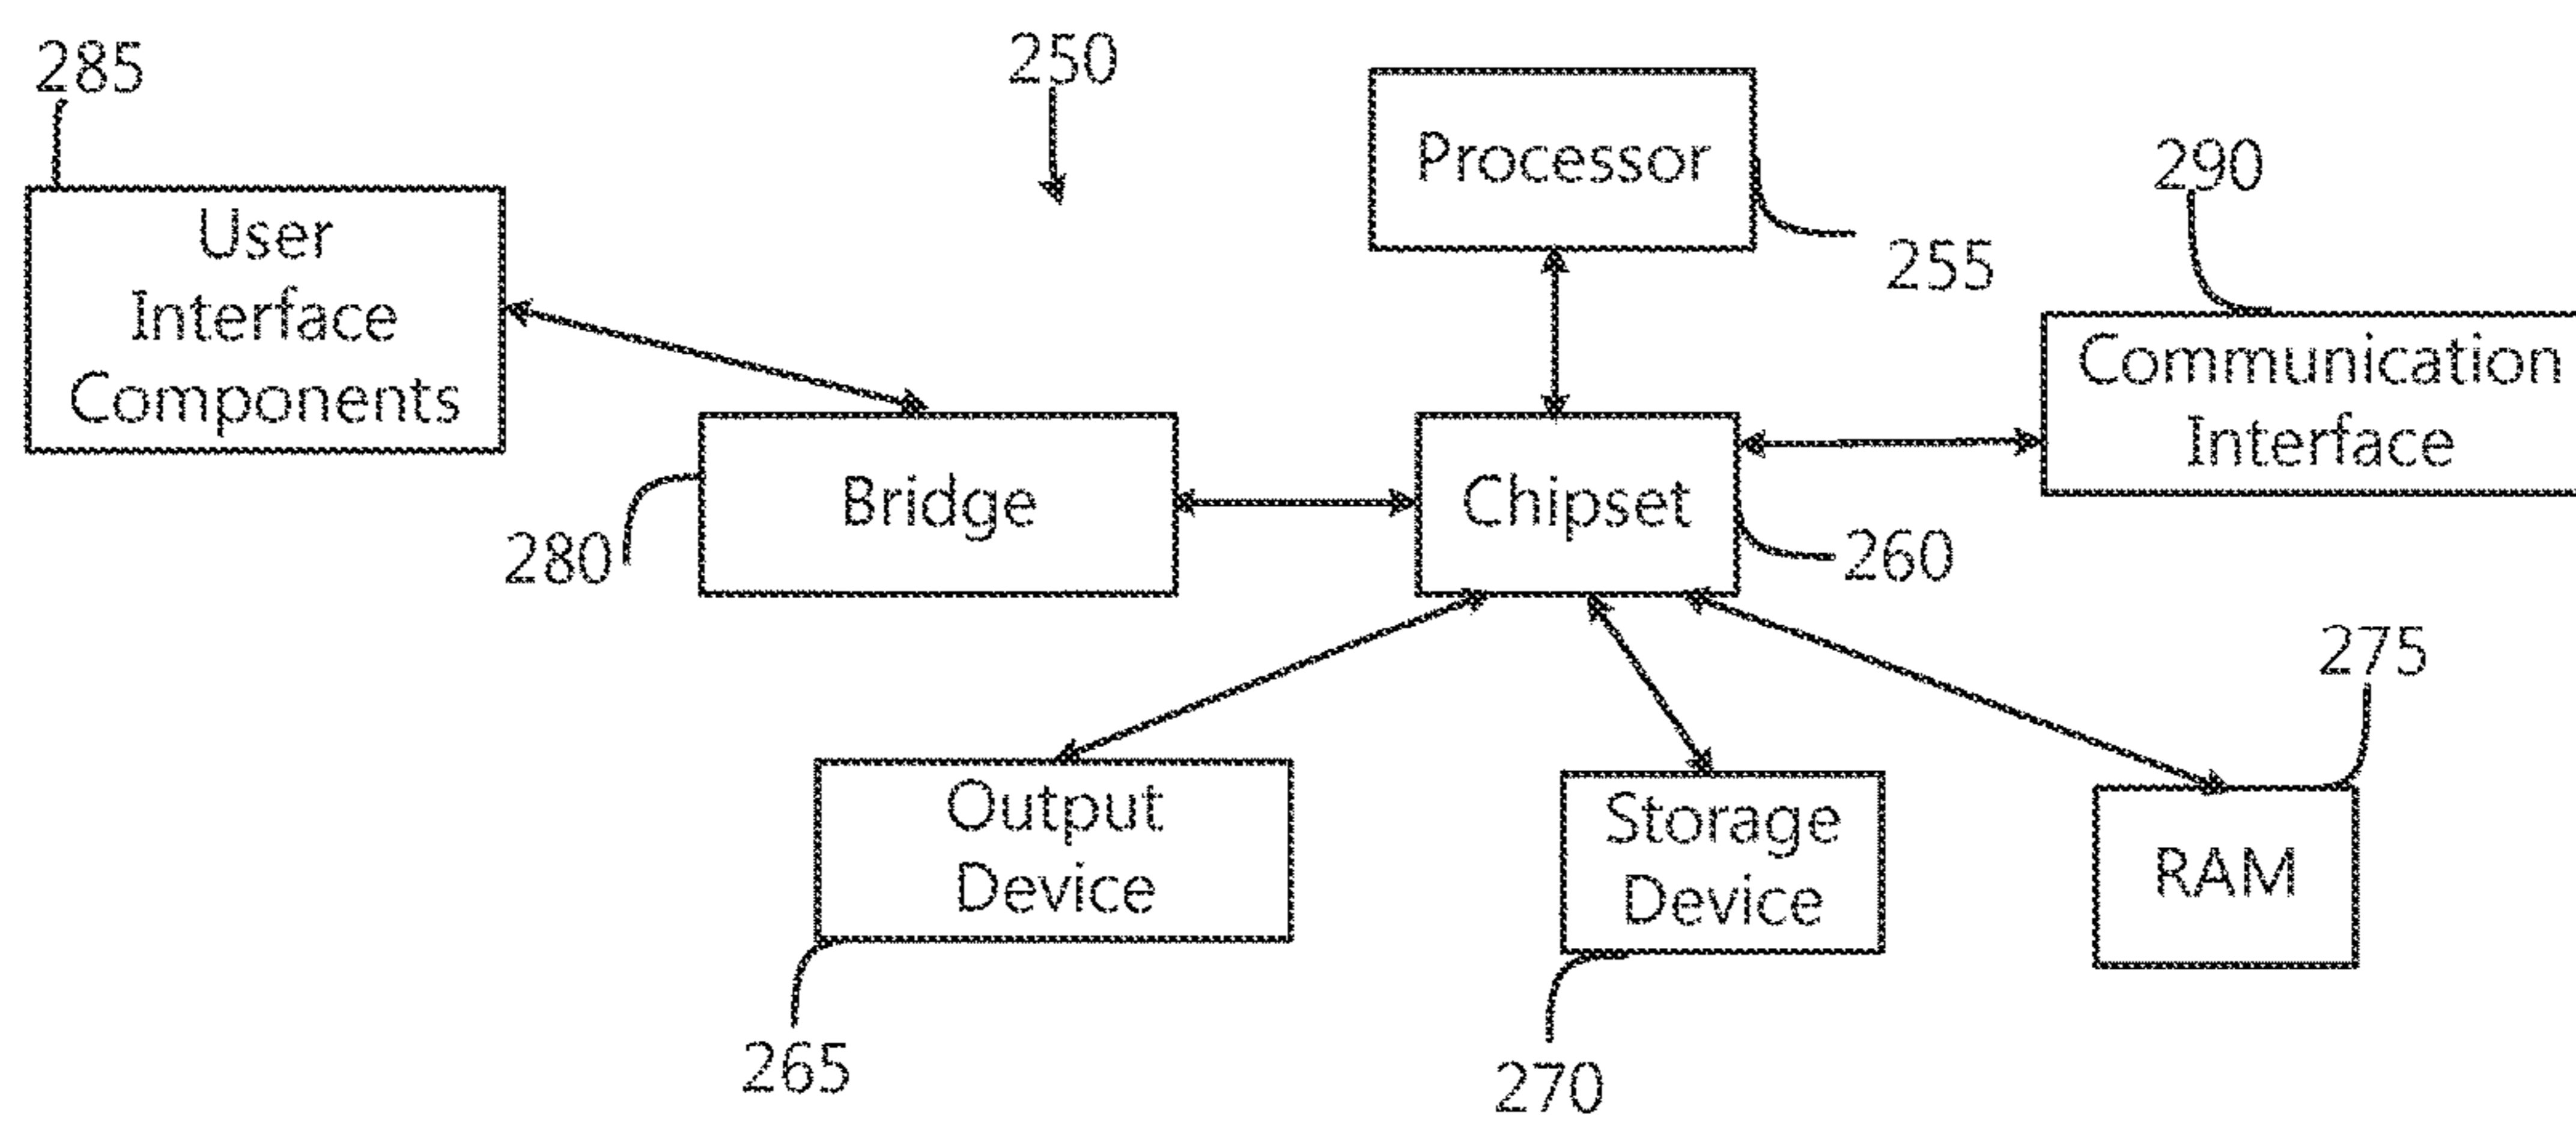 285
250
Processor
290
User
Interface
Components
255
Communication
Interface
Bridge
Chipset
280
260
275
Output
Device
Storage
Device
RAM
265
270